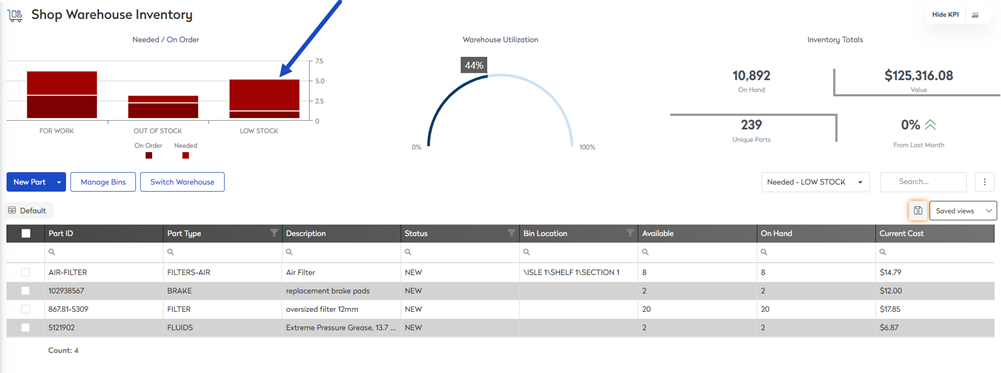 Shop Warehouse Inventory
Hide KPI
Needed / On Order
Warehouse Utilization
Inventory Totals
7.5
5.0
2.5
0
FOR WORK
OUT OF STOCK
LOW STOCK
On Order
Needed
44%
0%
100%
10,892
On Hand
$125,316.08
Value
239
Unique Parts
0%
From Last Month
New Part
Manage Bins
Switch Warehouse
Needed - LOW STOCK
Search...
Default
Saved views
Part ID Part Type Description Status Bin Location Available On Hand Current Cost
AIR-FILTER FILTERS-AIR Air Filter NEW \ISLE 1\SHELF 1\SECTION 1 8 8 $14.79
102938567 BRAKE replacement brake pads NEW 2 2 $12.00
867.81-5309 FILTER oversized filter 12mm NEW 20 20 $17.85
5121902 FLUIDS Extreme Pressure Grease, 13.7 ... NEW 2 2 $6.87
Count: 4